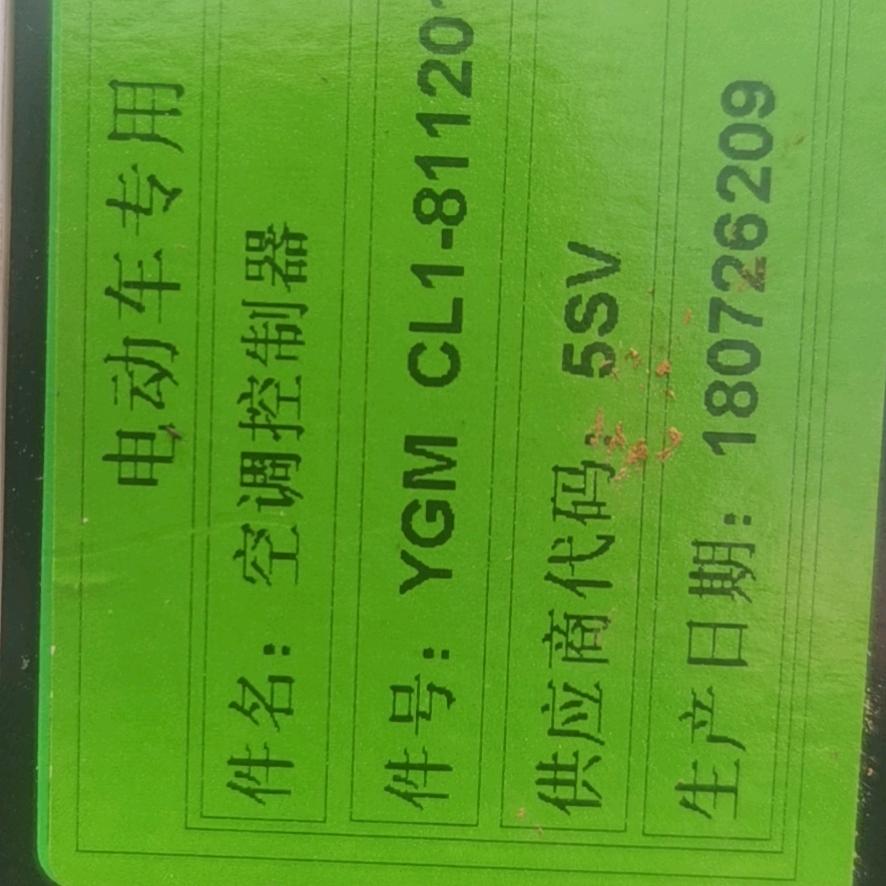 电动车专用
件名：空调控制器
件号：YGM CL1-81120
供应商代码：5SV
生产日期：180726209